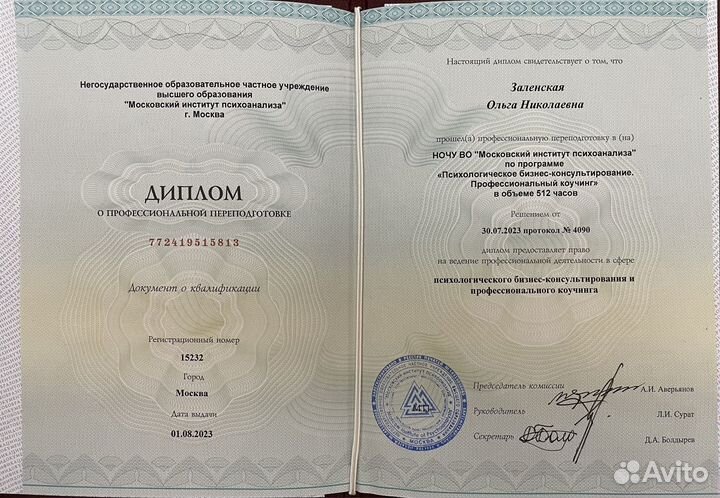 Негосударственное образовательное частное учреждение
высшего образования
"Московский институт психоанализа"
г. Москва
ДИПЛОМ
О ПРОФЕССИОНАЛЬНОЙ ПЕРЕПОДГОТОВКЕ
772419515813
Документ о квалификации
Регистрационный номер
15232
Город
Москва
Дата выдачи
01.08.2023
Настоящий диплом свидетельствует о том, что
Заленская
Ольга Николаевна
прошел(а) профессиональную переподготовку в (на)
НОЧУ ВО "Московский институт психоанализа"
по программе
«Психологическое бизнес-консультирование.
Профессиональный коучинг»
в объеме 512 часов
Решением от
30.07.2023 протокол № 4090
диплом предоставляет право
на ведение профессиональной деятельности в сфере
психологического бизнес-консультирования и
профессионального коучинга
Председатель комиссии
А.И. Аверьянов
Руководитель
Л.И. Сурат
Секретарь
Д.А. Болдырев
МОСКВА
Avito